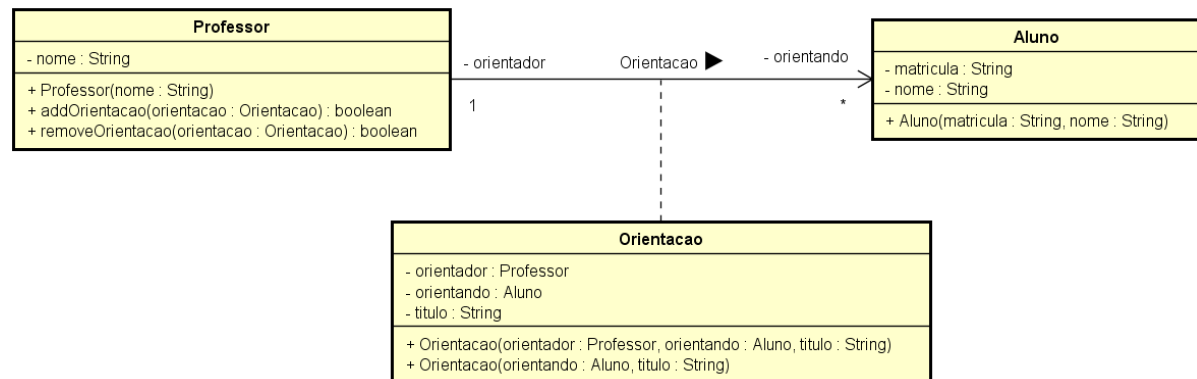 Professor
- nome : String
+ Professor(nome : String)
+ addOrientacao(orientacao : Orientacao) : boolean
+ removeOrientacao(orientacao : Orientacao) : boolean
- orientador
1
Orientacao
- orientando
*
Aluno
- matricula : String
- nome : String
+ Aluno(matricula : String, nome : String)
Orientacao
- orientador : Professor
- orientando : Aluno
- titulo : String
+ Orientacao(orientador : Professor, orientando : Aluno, titulo : String)
+ Orientacao(orientando : Aluno, titulo : String)